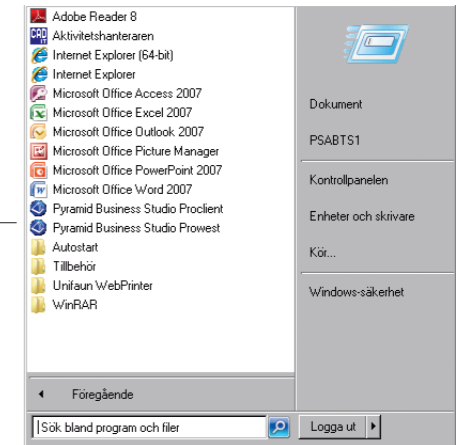 Adobe Reader 8
Aktivitetshanteraren
Internet Explorer (64-bit)
Internet Explorer
Microsoft Office Access 2007
Microsoft Office Excel 2007
Microsoft Office Outlook 2007
Microsoft Office Picture Manager
Microsoft Office PowerPoint 2007
Microsoft Office Word 2007
Pyramid Business Studio Proclient
Pyramid Business Studio Prowest
Autostart
Tillbehör
Unifaun WebPrinter
WinRAR
Föregående
Sök bland program och filer
Dokument
PSABTS1
Kontrollpanelen
Enheter och skrivare
Kör...
Windows-säkerhet
Logga ut